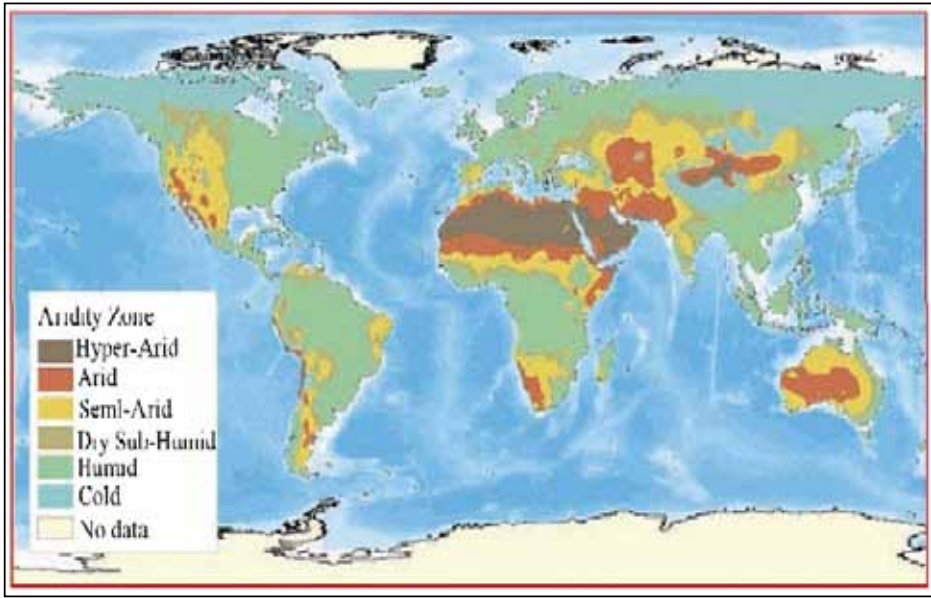 Aridity Zone
Hyper-Arid
Arid
Semi-Arid
Dry Sub-Humid
Humid
Cold
No data